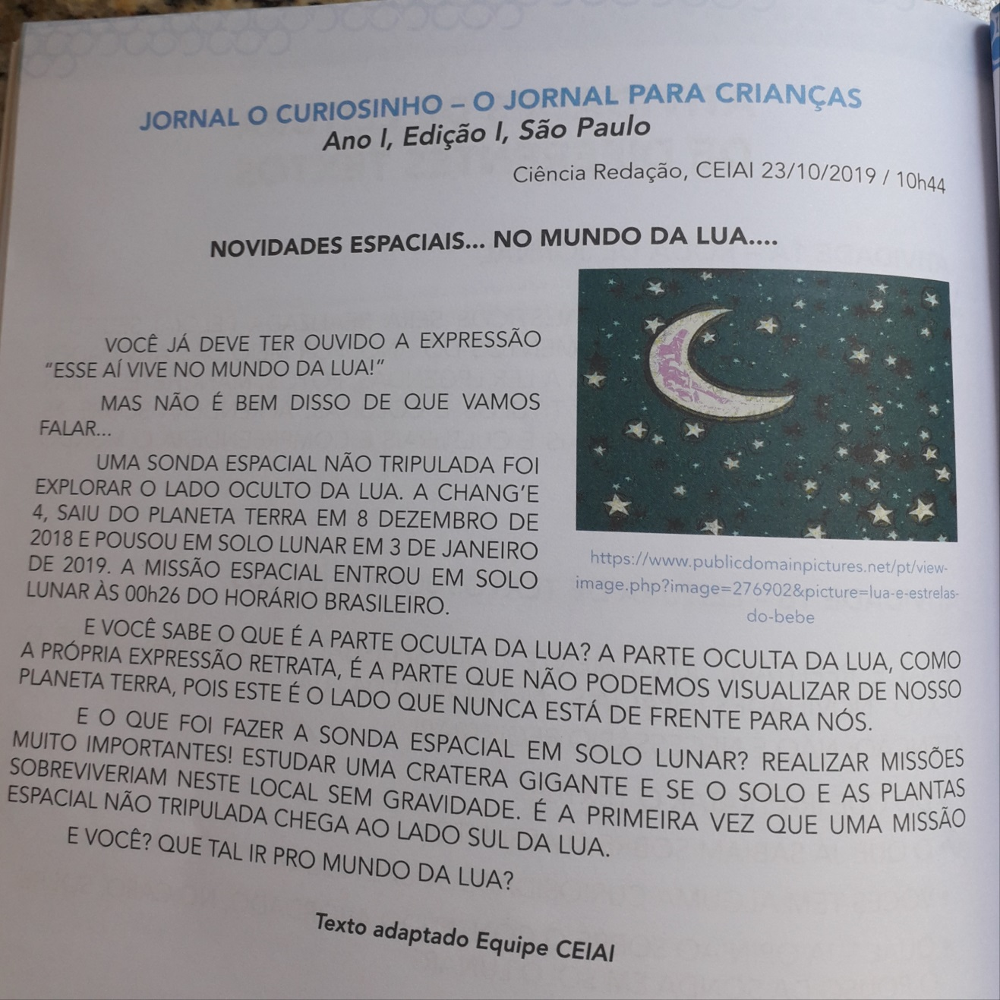 JORNAL O CURIOSINHO – O JORNAL PARA CRIANÇAS
Ano I, Edição I, São Paulo
Ciência Redação, CEIAI 23/10/2019 / 10h44
NOVIDADES ESPACIAIS... NO MUNDO DA LUA....
VOCÊ JÁ DEVE TER OUVIDO A EXPRESSÃO
“ESSE AÍ VIVE NO MUNDO DA LUA!”
MAS NÃO É BEM DISSO DE QUE VAMOS
FALAR...
UMA SONDA ESPACIAL NÃO TRIPULADA FOI
EXPLORAR O LADO OCULTO DA LUA. A CHANG’E
4, SAIU DO PLANETA TERRA EM 8 DEZEMBRO DE
2018 E POUSOU EM SOLO LUNAR EM 3 DE JANEIRO
DE 2019. A MISSÃO ESPACIAL ENTROU EM SOLO
LUNAR ÀS 00h26 DO HORÁRIO BRASILEIRO.
https://www.publicdomainpictures.net/pt/view-
image.php?image=276902&picture=lua-e-estrelas-
do-bebe
E VOCÊ SABE O QUE É A PARTE OCULTA DA LUA? A PARTE OCULTA DA LUA, COMO
A PRÓPRIA EXPRESSÃO RETRATA, É A PARTE QUE NÃO PODEMOS VISUALIZAR DE NOSSO
PLANETA TERRA, POIS ESTE É O LADO QUE NUNCA ESTÁ DE FRENTE PARA NÓS.
E O QUE FOI FAZER A SONDA ESPACIAL EM SOLO LUNAR? REALIZAR MISSÕES
MUITO IMPORTANTES! ESTUDAR UMA CRATERA GIGANTE E SE O SOLO E AS PLANTAS
SOBREVIVERIAM NESTE LOCAL SEM GRAVIDADE. É A PRIMEIRA VEZ QUE UMA MISSÃO
ESPACIAL NÃO TRIPULADA CHEGA AO LADO SUL DA LUA.
E VOCÊ? QUE TAL IR PRO MUNDO DA LUA?
Texto adaptado Equipe CEIAI